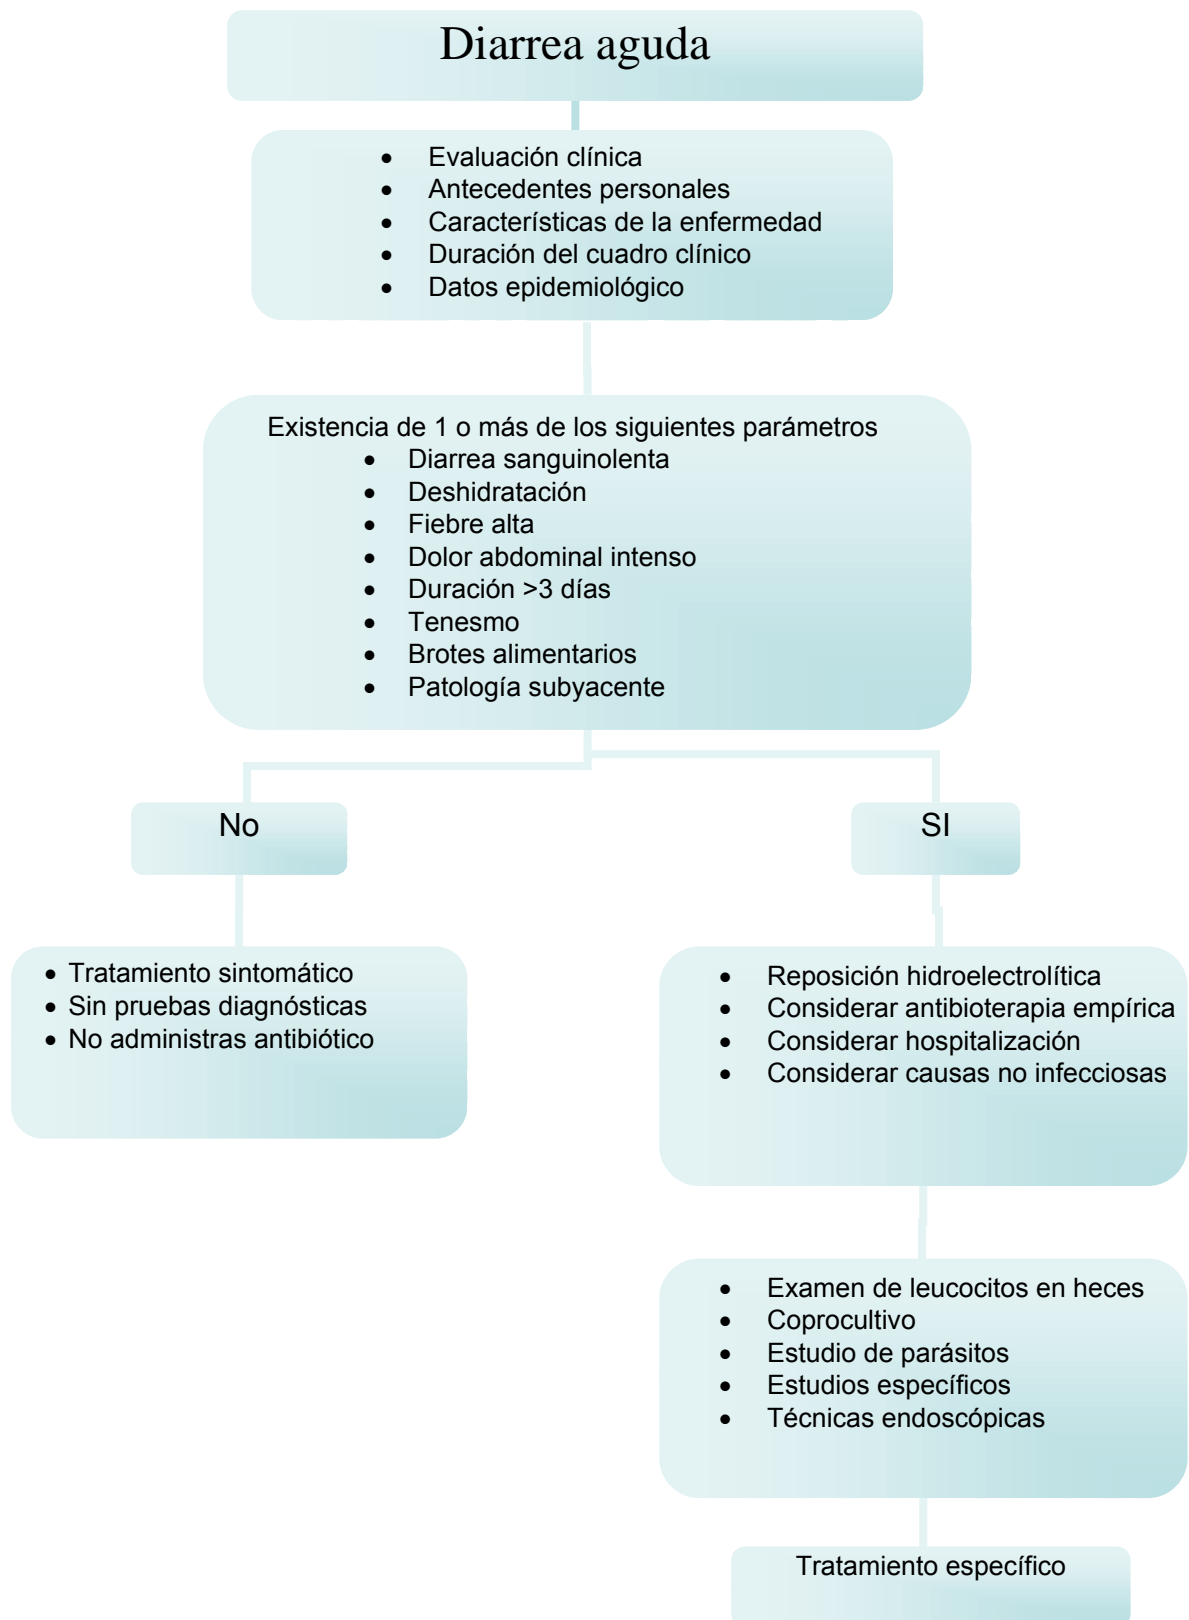 Diarrea aguda
• Evaluación clínica
• Antecedentes personales
• Características de la enfermedad
• Duración del cuadro clínico
• Datos epidemiológico
Existencia de 1 o más de los siguientes parámetros
• Diarrea sanguinolenta
• Deshidratación
• Fiebre alta
• Dolor abdominal intenso
• Duración >3 días
• Tenesmo
• Brotes alimentarios
• Patología subyacente
No
SI
• Tratamiento sintomático
• Sin pruebas diagnósticas
• No administras antibiótico
• Reposición hidroelectrolítica
• Considerar antibioterapia empírica
• Considerar hospitalización
• Considerar causas no infecciosas
• Examen de leucocitos en heces
• Coprocultivo
• Estudio de parásitos
• Estudios específicos
• Técnicas endoscópicas
Tratamiento específico